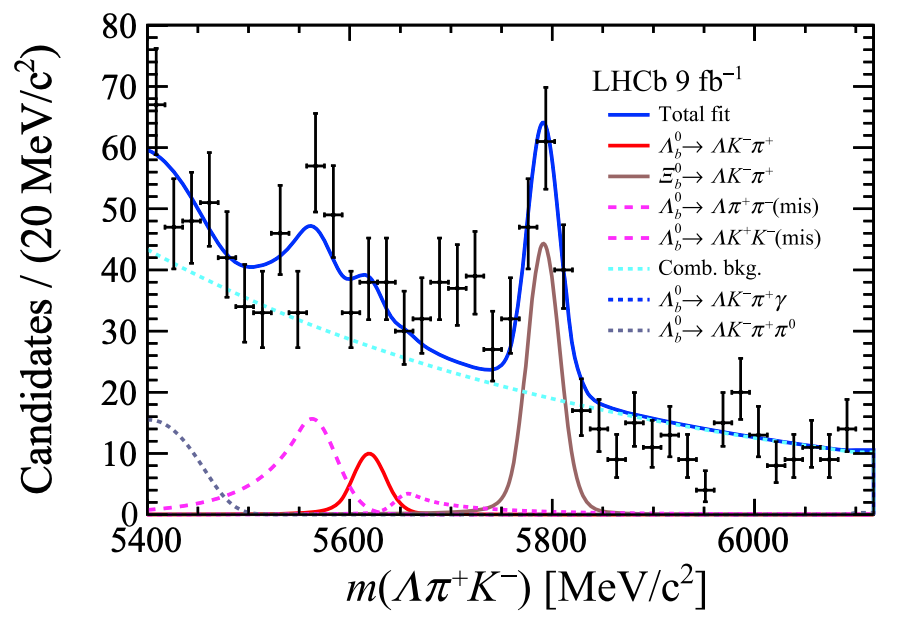 Candidates / (20 MeV/c²)
80
70
60
50
40
30
20
10
0
LHCb 9 fb⁻¹
Total fit
Λ⁰_b → ΛK⁻π⁺
Ξ⁰_b → ΛK⁻π⁺
Λ⁰_b → Λπ⁺π⁻(mis)
Λ⁰_b → ΛK⁺K⁻(mis)
Comb. bkg.
Λ⁰_b → ΛK⁻π⁺γ
Λ⁰_b → ΛK⁻π⁺π⁰
5400 5600 5800 6000
m(Λπ⁺K⁻) [MeV/c²]